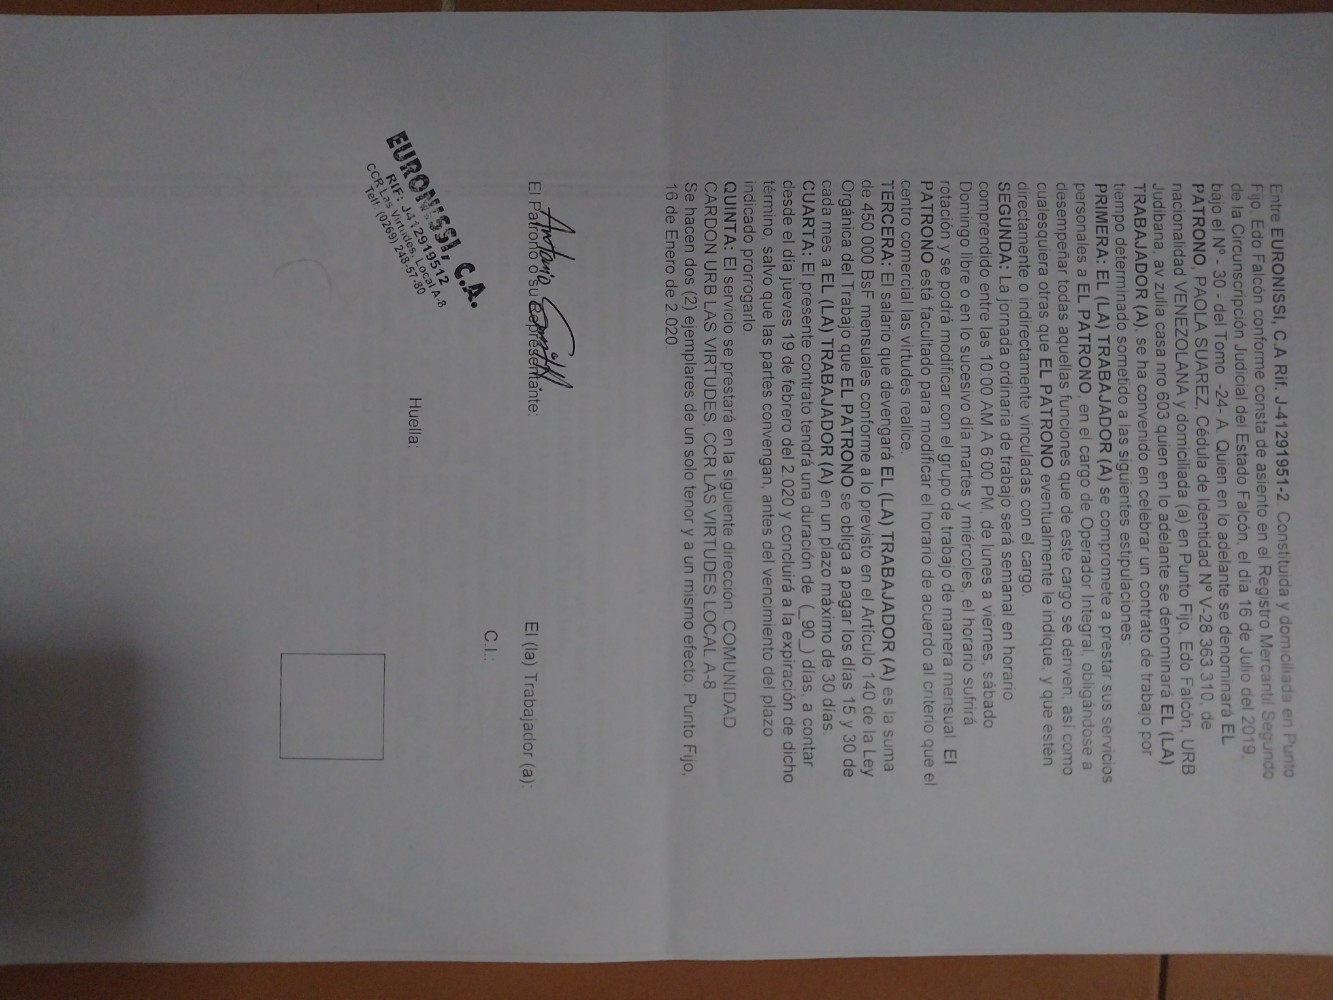 Entre EURONISSI, C.A Rif. J-41291951-2. Constituida y domiciliada en Punto
Fijo, Edo Falcón conforme consta de asiento en el Registro Mercantil Segundo
de la Circunscripción Judicial del Estado Falcón, el día 16 de Julio del 2019,
bajo el Nº - 30 - del Tomo -24- A. Quien en lo adelante se denominará EL
PATRONO, PAOLA SUAREZ, Cédula de Identidad Nº V-28.363.310, de
nacionalidad VENEZOLANA y domiciliada (a) en Punto Fijo, Edo Falcón, URB
Judibana, av zulia casa nro 603 quien en lo adelante se denominará EL (LA)
TRABAJADOR (A), se ha convenido en celebrar un contrato de trabajo por
tiempo determinado sometido a las siguientes estipulaciones:
PRIMERA: EL (LA) TRABAJADOR (A) se compromete a prestar sus servicios
personales a EL PATRONO, en el cargo de Operador Integral, obligándose a
desempeñar todas aquellas funciones que de este cargo se deriven; así como
cualesquiera otras que EL PATRONO eventualmente le indique, y que estén
directamente o indirectamente vinculadas con el cargo.
SEGUNDA: La jornada ordinaria de trabajo será semanal en horario
comprendido entre las 10:00 AM A 6:00 PM, de lunes a viernes, sábado
Domingo libre o en lo sucesivo día martes y miércoles, el horario sufrirá
rotación y se podrá modificar con el grupo de trabajo de manera mensual. El
PATRONO está facultado para modificar el horario de acuerdo al criterio que el
centro comercial las virtudes realice.
TERCERA: El salario que devengará EL (LA) TRABAJADOR (A) es la suma
de 450.000 BsF mensuales conforme a lo previsto en el Artículo 140 de la Ley
Orgánica del Trabajo que EL PATRONO se obliga a pagar los días 15 y 30 de
cada mes a EL (LA) TRABAJADOR (A) en un plazo máximo de 30 días.
CUARTA: El presente contrato tendrá una duración de (_90_) días, a contar
desde el día jueves 19 de febrero del 2.020 y concluirá a la expiración de dicho
término, salvo que las partes convengan, antes del vencimiento del plazo
indicado prorrogarlo.
QUINTA: El servicio se prestará en la siguiente dirección: COMUNIDAD
CARDON URB LAS VIRTUDES, CCR LAS VIRTUDES LOCAL A-8
Se hacen dos (2) ejemplares de un solo tenor y a un mismo efecto. Punto Fijo,
16 de Enero de 2.020.
Antonio Smith.
El Patrono o su Representante:
El (la) Trabajador (a):
C.I.:
EURONISSI, C.A.
RIF: J412919512
CCR Las Virtudes, Local A-8
Telf: (0269) 248-57-80
Huella: